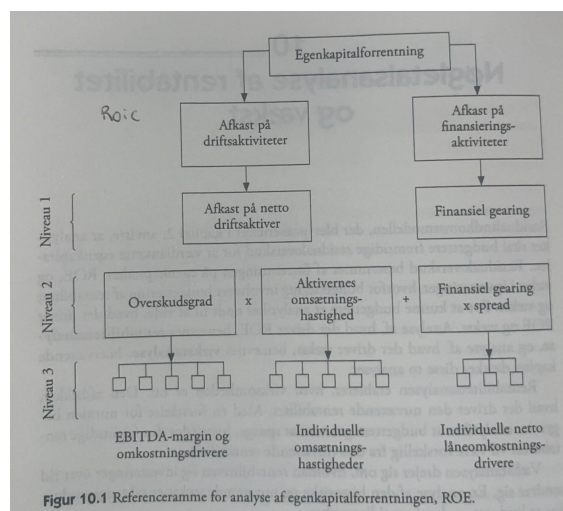 Egenkapitalforrentning
Roic
Afkast på
driftsaktiviteter
Afkast på
finansierings-
aktiviteter
Niveau 1
Afkast på netto
driftsaktiver
Finansiel gearing
Niveau 2
Overskudsgrad
x
Aktivernes
omsætnings-
hastighed
+
Finansiel gearing
x spread
Niveau 3
EBITDA-margin og
omkostningsdrivere
Individuelle
omsætnings-
hastigheder
Individuelle netto
låneomkostnings-
drivere
Figur 10.1 Referenceramme for analyse af egenkapitalforrentningen, ROE.